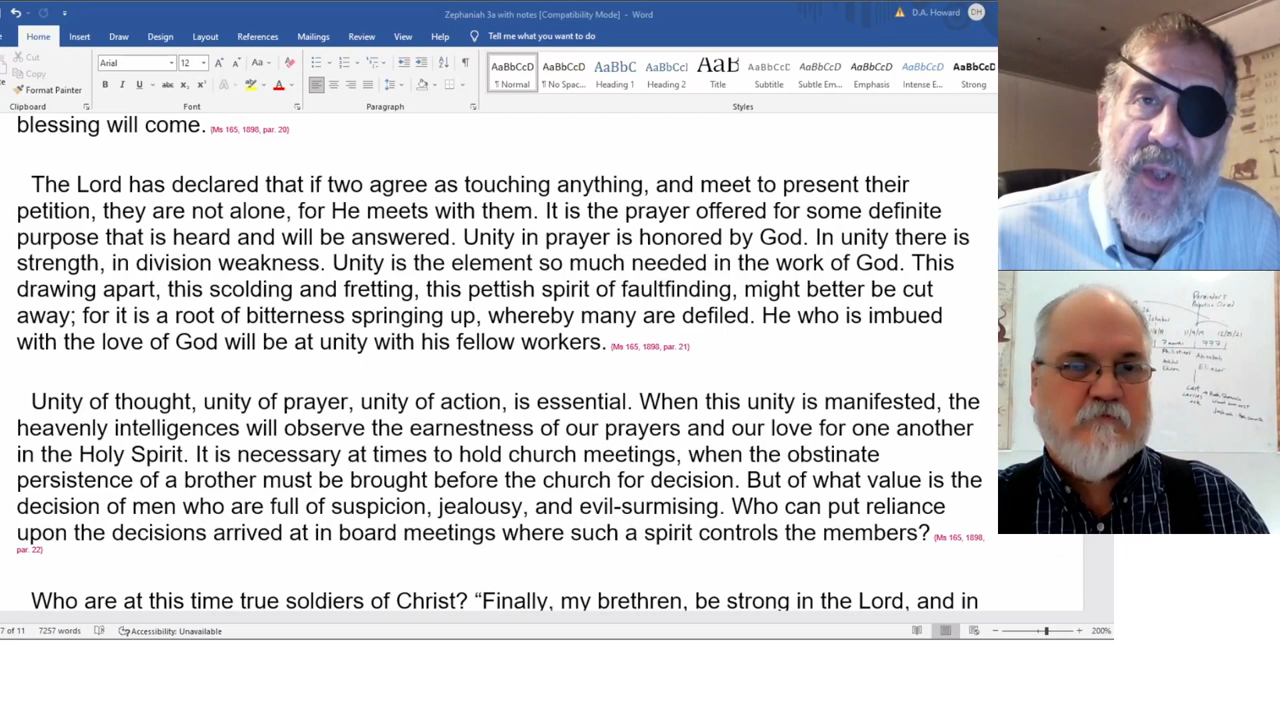 Zephaniah 3a with notes [Compatibility Mode] - Word
D.A. Howard
DH
Home Insert Draw Design Layout References Mailings Review View Help Tell me what you want to do
Cut
Copy
Format Painter
Clipboard
Arial 12
Font
Paragraph
AaBbCcD AaBbCcD AaBbC AaBbCcC AaB AaBbCcC AaBbCcD AaBbCcD AaBbCcD AaBbCcD
¶ Normal ¶ No Spac... Heading 1 Heading 2 Title Subtitle Subtle Em... Emphasis Intense E... Strong
Styles
blessing will come. (Ms 165, 1898, par. 20)
The Lord has declared that if two agree as touching anything, and meet to present their
petition, they are not alone, for He meets with them. It is the prayer offered for some definite
purpose that is heard and will be answered. Unity in prayer is honored by God. In unity there is
strength, in division weakness. Unity is the element so much needed in the work of God. This
drawing apart, this scolding and fretting, this pettish spirit of faultfinding, might better be cut
away; for it is a root of bitterness springing up, whereby many are defiled. He who is imbued
with the love of God will be at unity with his fellow workers. (Ms 165, 1898, par. 21)
Unity of thought, unity of prayer, unity of action, is essential. When this unity is manifested, the
heavenly intelligences will observe the earnestness of our prayers and our love for one another
in the Holy Spirit. It is necessary at times to hold church meetings, when the obstinate
persistence of a brother must be brought before the church for decision. But of what value is the
decision of men who are full of suspicion, jealousy, and evil-surmising. Who can put reliance
upon the decisions arrived at in board meetings where such a spirit controls the members? (Ms 165, 1898,
par. 22)
Who are at this time true soldiers of Christ? “Finally, my brethren, be strong in the Lord, and in
7 of 11 7257 words Accessibility: Unavailable
200%